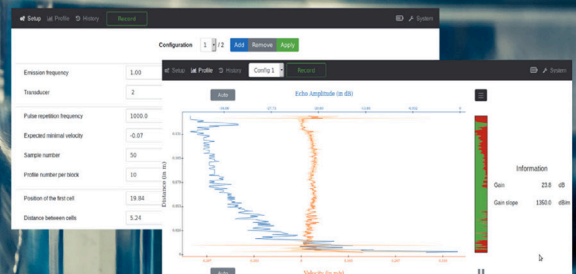 Setup Profile History Record System
Configuration 1 / 2 Add Remove Apply
Emission frequency 1.00
Transducer 2
Pulse repetition frequency 1000.0
Expected minimal velocity -0.07
Sample number 50
Profile number per block 10
Position of the first cell 19.84
Distance between cells 5.24
Setup Profile History Config 1 Record System
Auto Echo Amplitude (in dB)
Distance (in m)
Information
Gain 23.8 dB
Gain slope 1350.0 dB/m
Auto Velocity (in m/s)